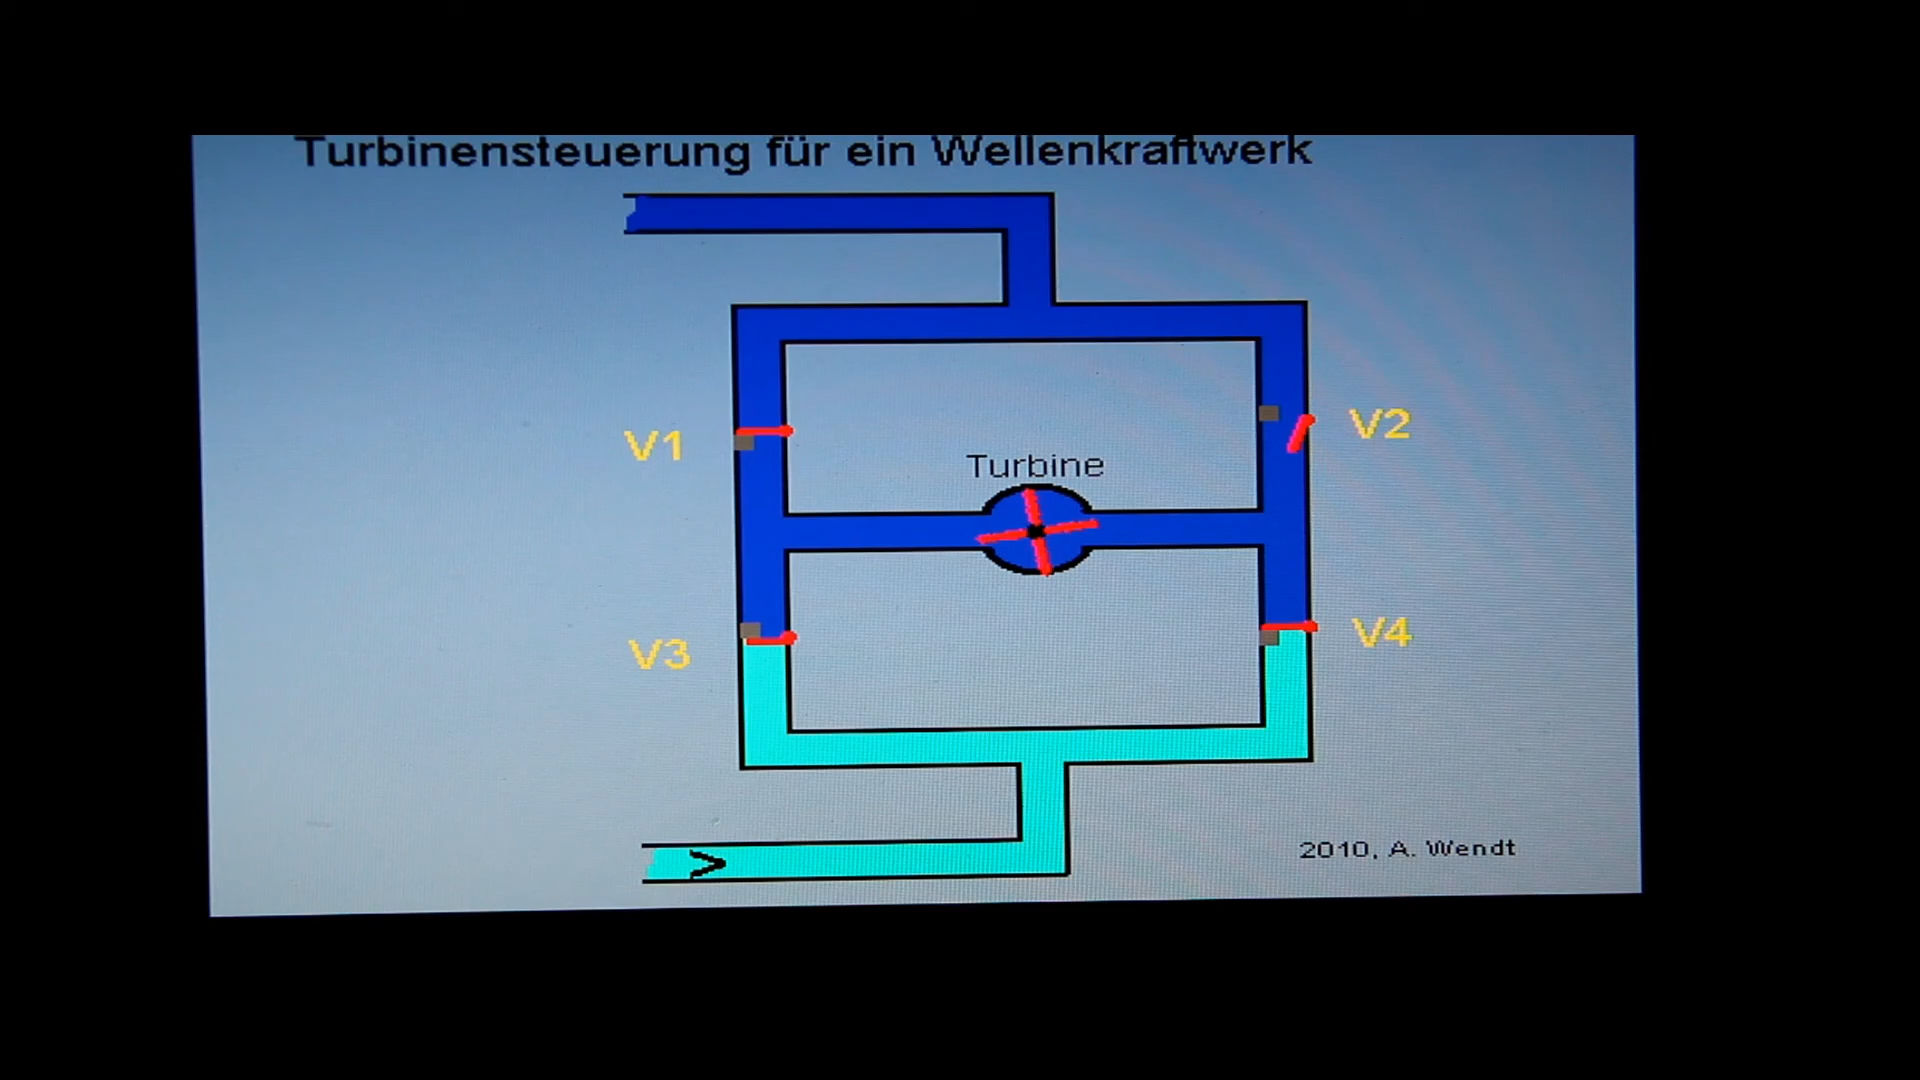 Turbinensteuerung für ein Wellenkraftwerk
V1
V2
Turbine
V3
V4
>
2010, A. Wendt